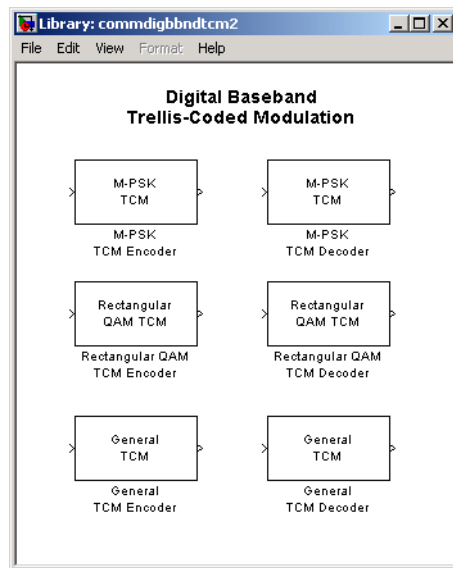 Library: commdigbbndtcm2
File Edit View Format Help
Digital Baseband
Trellis-Coded Modulation
M-PSK
TCM
M-PSK
TCM Encoder
M-PSK
TCM
M-PSK
TCM Decoder
Rectangular
QAM TCM
Rectangular QAM
TCM Encoder
Rectangular
QAM TCM
Rectangular QAM
TCM Decoder
General
TCM
General
TCM Encoder
General
TCM
General
TCM Decoder